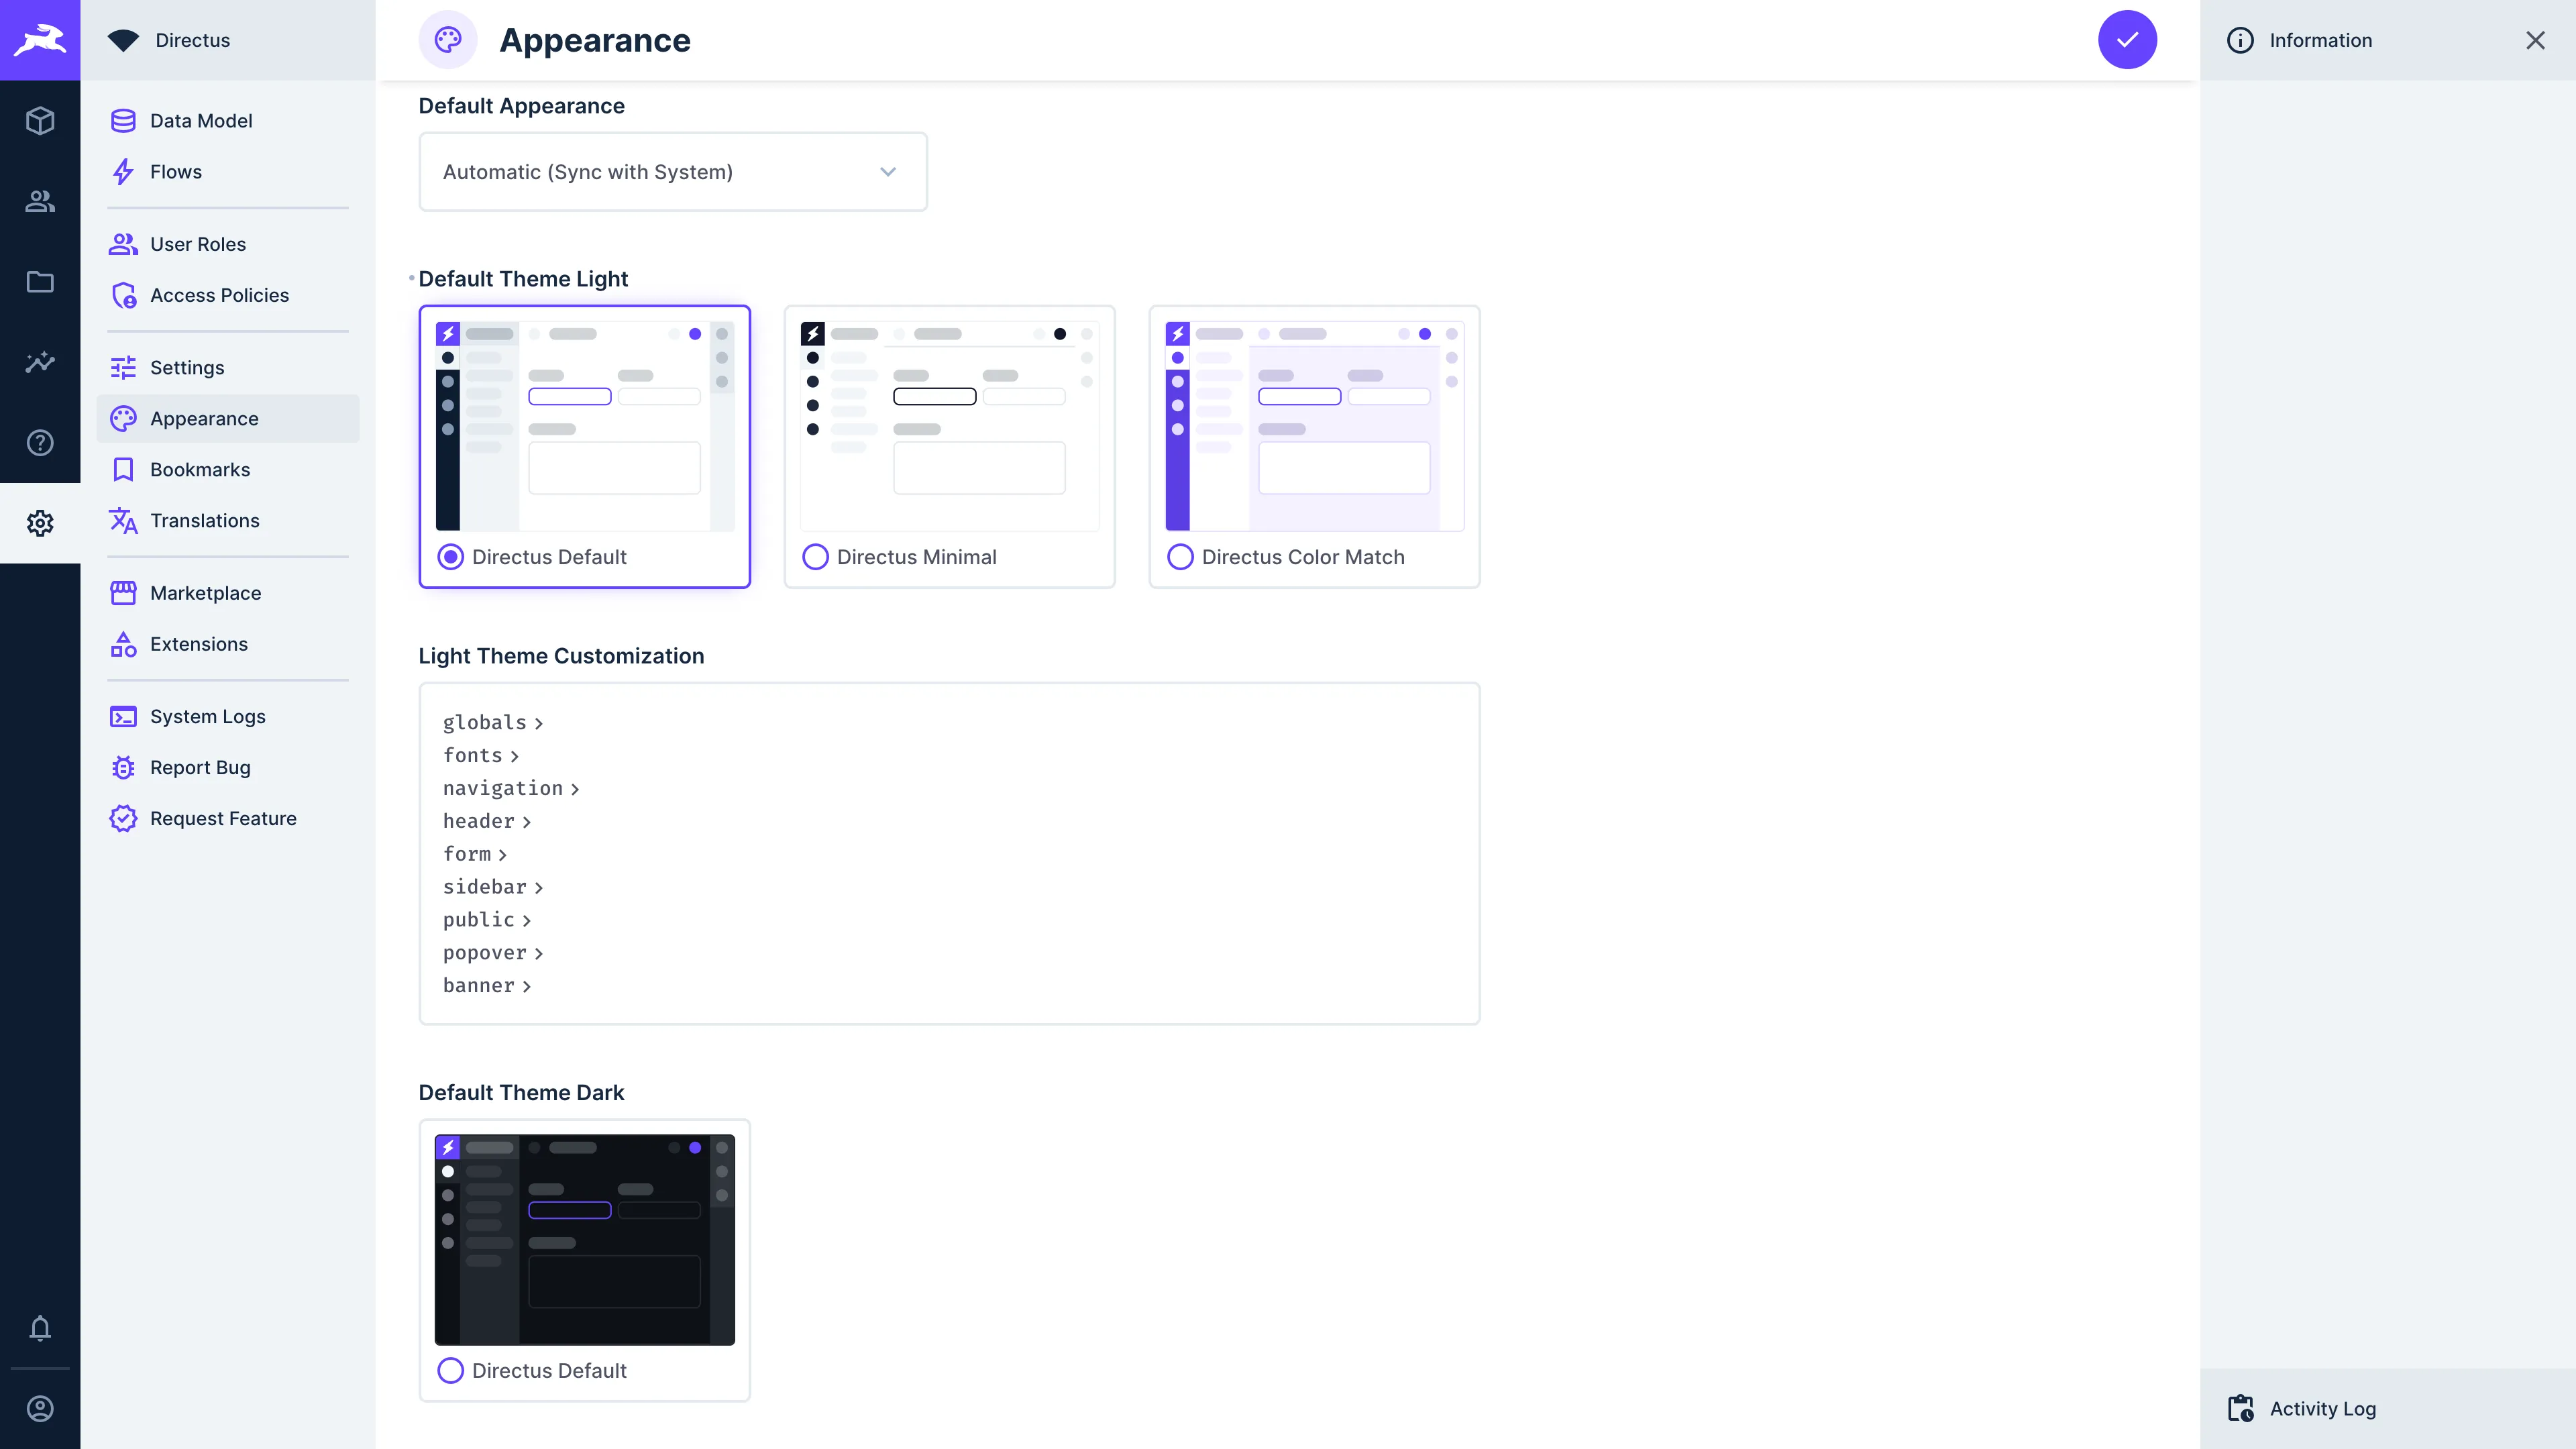 Directus
Data Model
Flows
User Roles
Access Policies
Settings
Appearance
Bookmarks
Translations
Marketplace
Extensions
System Logs
Report Bug
Request Feature
Appearance
Default Appearance
Automatic (Sync with System)
Default Theme Light
Directus Default
Directus Minimal
Directus Color Match
Light Theme Customization
globals
fonts
navigation
header
form
sidebar
public
popover
banner
Default Theme Dark
Directus Default
Information
Activity Log